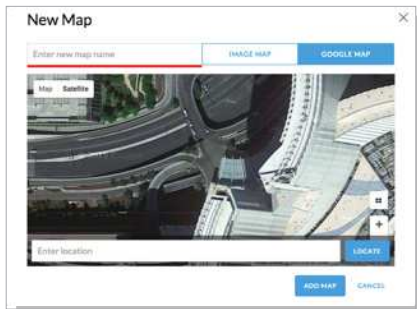 New Map
Enter new map name
IMAGE MAP
GOOGLE MAP
Map
Satellite
Enter location
LOCATE
ADD MAP
CANCEL